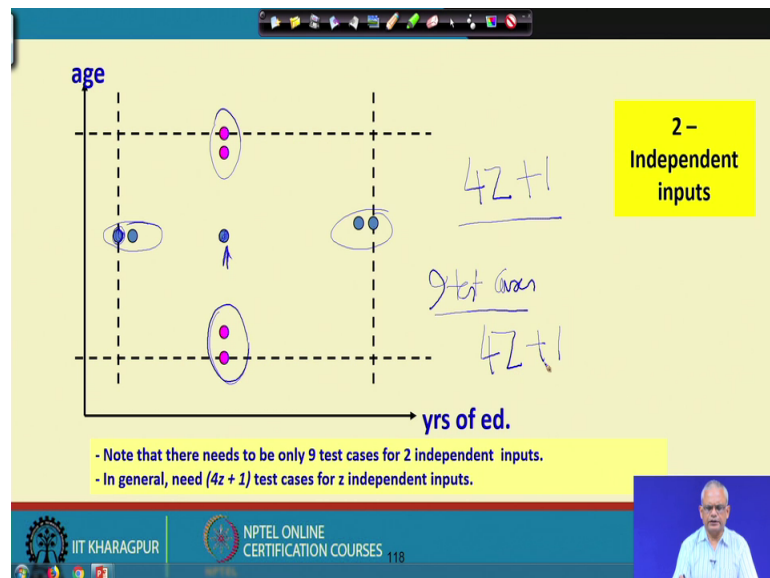 age
2 –
Independent
inputs
4Z+1
9 test cases
4Z+1
yrs of ed.
- Note that there needs to be only 9 test cases for 2 independent inputs.
- In general, need (4z + 1) test cases for z independent inputs.
IIT KHARAGPUR
NPTEL ONLINE
CERTIFICATION COURSES
118